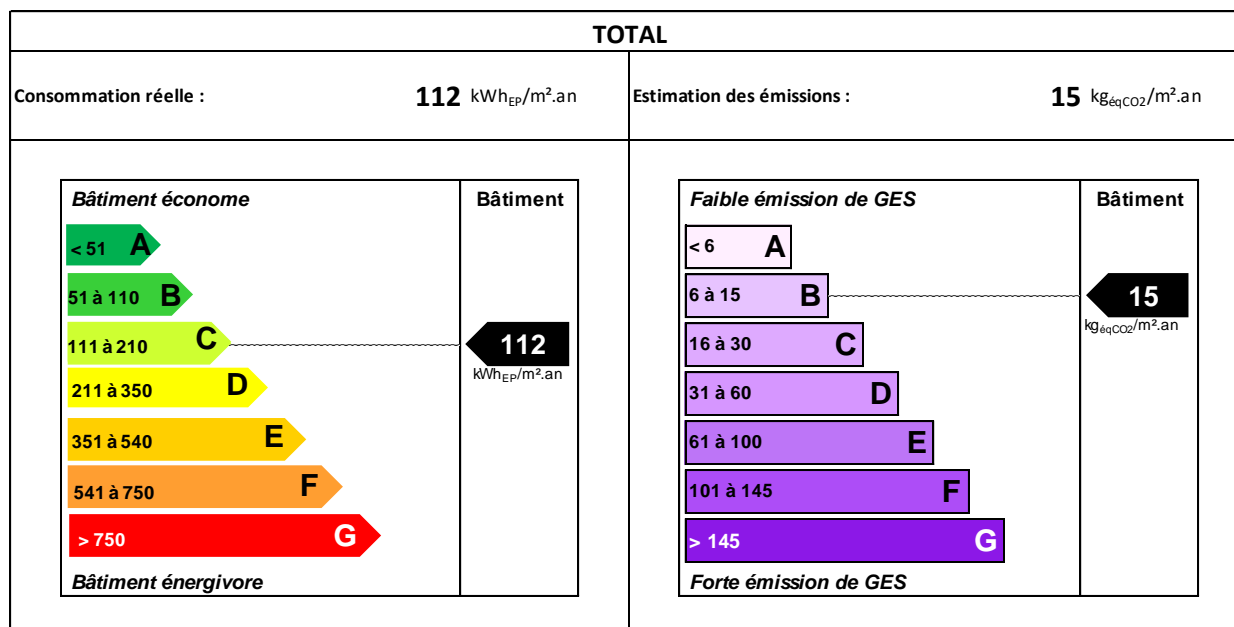 TOTAL
Consommation réelle : 112 kWhEP/m².an
Estimation des émissions : 15 kgéqCO2/m².an
Bâtiment économe Bâtiment
< 51 A
51 à 110 B
111 à 210 C 112
kWhEP/m².an
211 à 350 D
351 à 540 E
541 à 750 F
> 750 G
Bâtiment énergivore
Faible émission de GES Bâtiment
< 6 A
6 à 15 B 15
kgéqCO2/m².an
16 à 30 C
31 à 60 D
61 à 100 E
101 à 145 F
> 145 G
Forte émission de GES